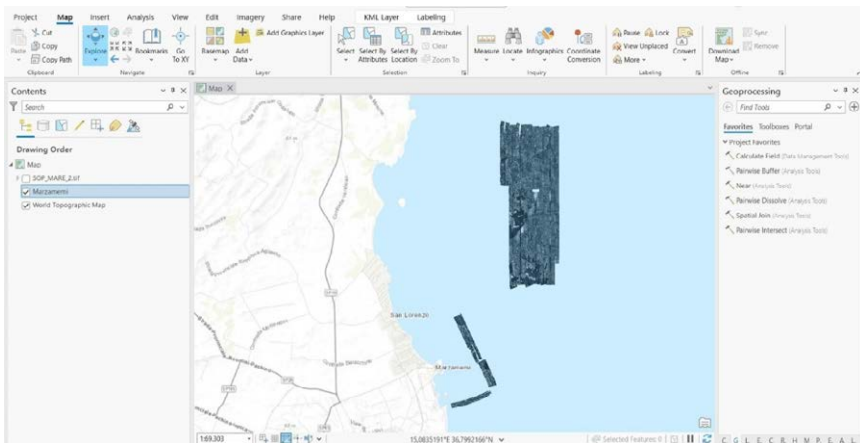 Project Map Insert Analysis View Edit Imagery Share Help KML Layer Labeling
Cut
Copy
Copy Path
Paste
Clipboard
Explore
Bookmarks
Go To XY
Navigate
Basemap
Add Data
Add Graphics Layer
Layer
Select
Select By Attributes
Select By Location
Attributes
Clear
Zoom To
Selection
Measure
Locate
Infographics
Coordinate Conversion
Inquiry
Pause
Lock
View Unplaced
More
Convert
Labeling
Download Map
Sync
Remove
Offline
Contents
Search
Drawing Order
Map
SOP_MARE_2.tif
Marzamemi
World Topographic Map
Map
San Lorenzo
Marzamemi
1:69.303
15,0835191°E 36,7992166°N
Selected Features: 0
Geoprocessing
Find Tools
Favorites Toolboxes Portal
Project Favorites
Calculate Field (Data Management Tools)
Pairwise Buffer (Analysis Tools)
Near (Analysis Tools)
Pairwise Dissolve (Analysis Tools)
Spatial Join (Analysis Tools)
Pairwise Intersect (Analysis Tools)